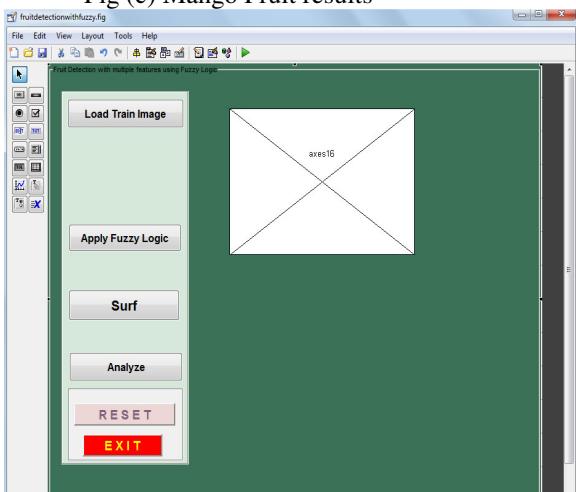 Fig (e) Mango Fruit results
fruitdetectionwithfuzzy.fig
File Edit View Layout Tools Help
Fruit Detection with multiple features using Fuzzy Logic
Load Train Image
axes16
Apply Fuzzy Logic
Surf
Analyze
RESET
EXIT